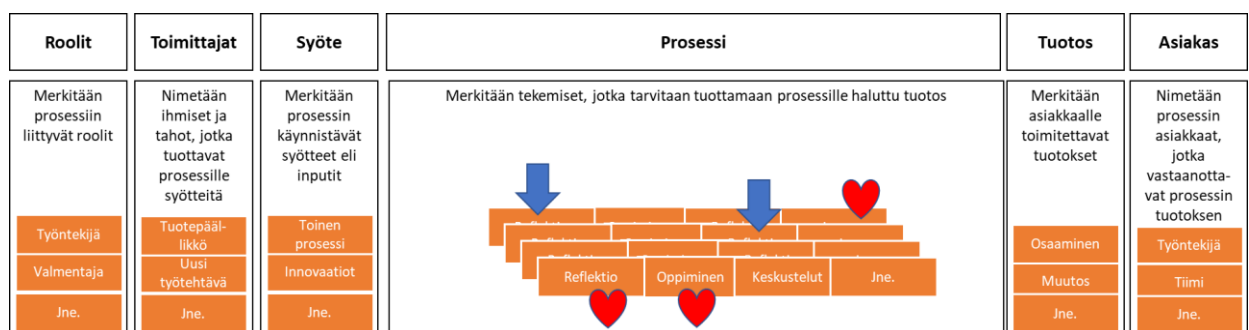 Roolit
Toimittajat
Syöte
Prosessi
Tuotos
Asiakas
Merkitään
prosessiin
liittyvät roolit
Nimetään
ihmiset ja
tahot, jotka
tuottavat
prosessille
syötteitä
Merkitään
prosessin
käynnistävät
syötteet eli
inputit
Merkitään tekemiset, jotka tarvitaan tuottamaan prosessille haluttu tuotos
Merkitään
asiakkaalle
toimitettavat
tuotokset
Nimetään
prosessin
asiakkaat,
jotka
vastaanotta-
vat prosessin
tuotoksen
Työntekijä
Valmentaja
Jne.
Tuotepääl-
likkö
Uusi
työtehtävä
Jne.
Toinen
prosessi
Innovaatiot
Jne.
Reflektio
Oppiminen
Keskustelut
Jne.
Osaaminen
Muutos
Jne.
Työntekijä
Tiimi
Jne.